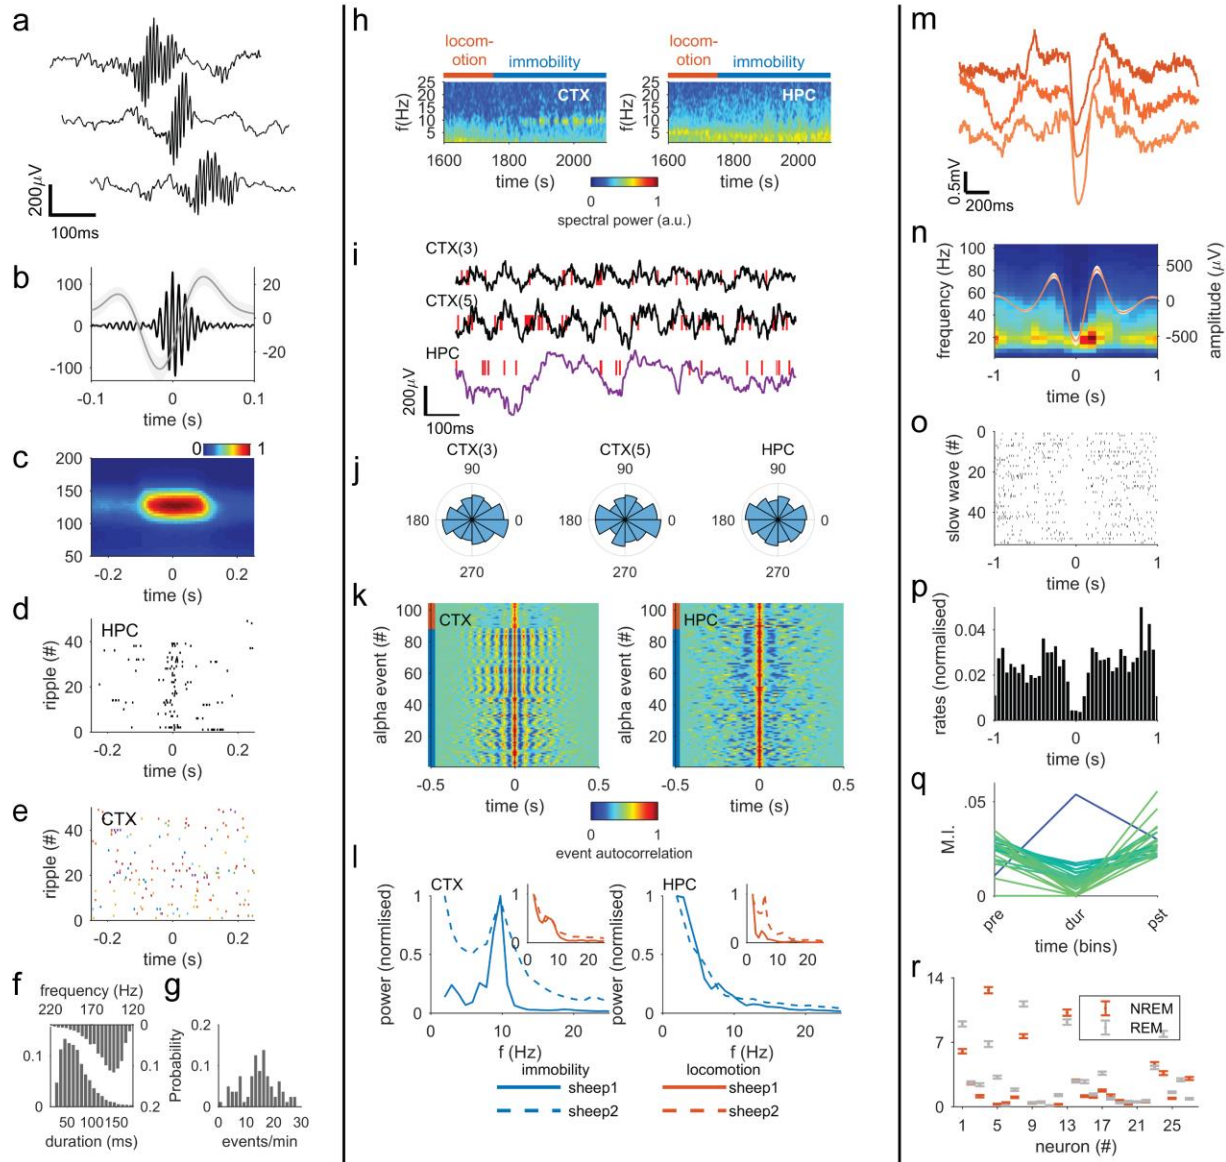 a
200μV
100ms
b
100
0
-100
20
0
-20
-0.1 0 0.1
time (s)
c
0 1
200
150
100
50
-0.2 0 0.2
time (s)
d
HPC
ripple (#)
40
20
0
-0.2 0 0.2
time (s)
e
CTX
ripple (#)
40
20
0
-0.2 0 0.2
time (s)
f
frequency (Hz)
220 170 120
0.1
0
0
0.1
0.2
50 100 150
duration (ms)
g
Probability
0.2
0.1
0
0 10 20 30
events/min
h
locom-
otion
immobility
CTX
f(Hz)
25
20
15
10
5
1600 1800 2000
time (s)
locom-
otion
immobility
HPC
f(Hz)
25
20
15
10
5
1600 1800 2000
time (s)
0 1
spectral power (a.u.)
i
CTX(3)
CTX(5)
HPC
200μV
100ms
j
CTX(3)
90
180
270
CTX(5)
90
180 0
270
HPC
90
180 0
270
0
k
CTX
alpha event (#)
100
80
60
40
20
-0.5 0 0.5
time (s)
HPC
alpha event (#)
100
80
60
40
20
-0.5 0 0.5
time (s)
0 1
event autocorrelation
l
CTX
power (normilised)
1
0.5
0
0 10 20
f (Hz)
1
0
0 10 20
HPC
power (normilised)
1
0.5
0
0 10 20
f (Hz)
1
0
0 10 20
immobility
sheep1
sheep2
locomotion
sheep1
sheep2
m
0.5mV
200ms
n
frequency (Hz)
100
80
60
40
20
500
0
-500
amplitude (μV)
-1 0 1
time (s)
o
slow wave (#)
0
20
40
-1 0 1
time (s)
p
rates (normalised)
0.04
0.02
0
-1 0 1
time (s)
q
M.I.
.05
0
pre dur pst
time (bins)
r
14
7
0
NREM
REM
1 5 9 13 17 21 25
neuron (#)